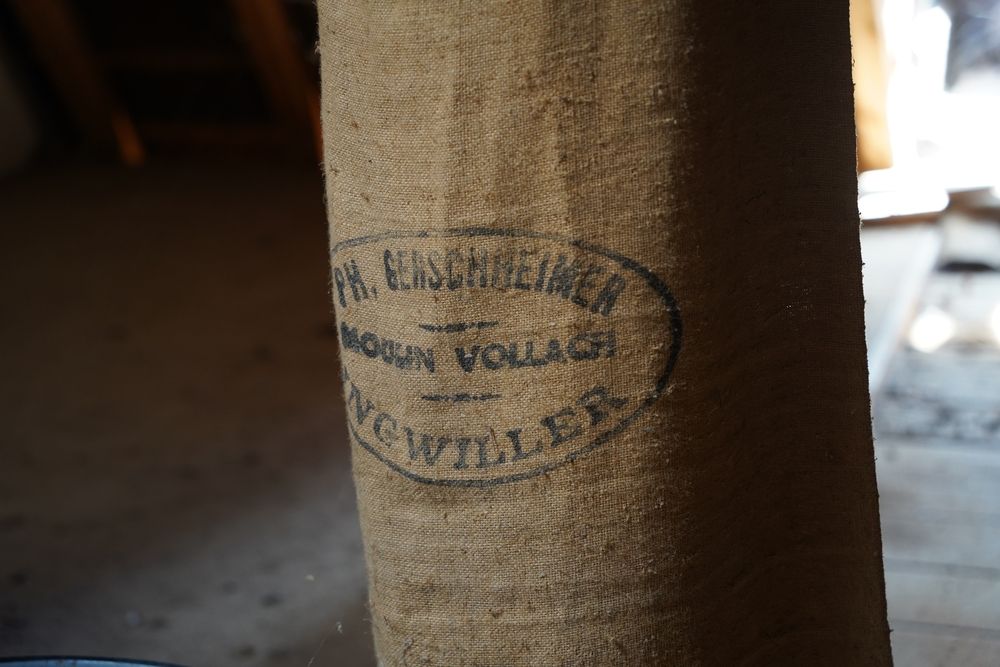 PH. GERSCHHEIMER
MOULIN VOLLACH
INGWILLER